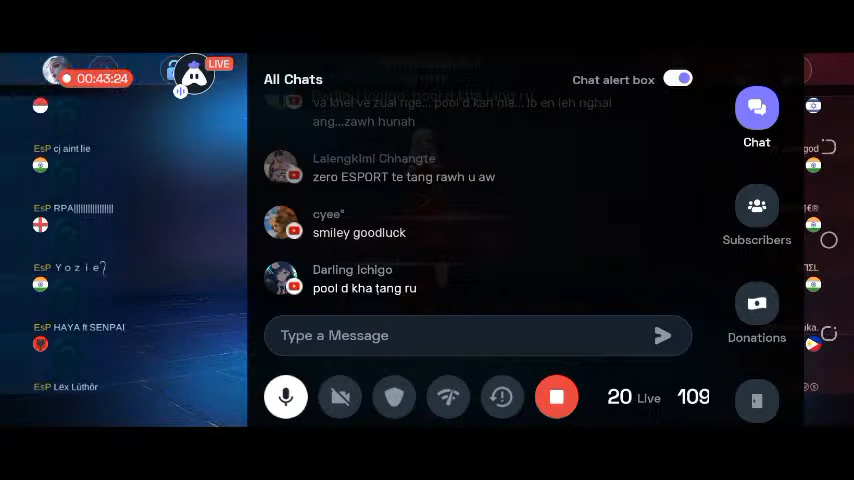 00:43:24
LIVE
All Chats
Chat alert box
va khel ve zual nge... pool d kan nia... lo en leh nghal
ang...zawh hunah
Lalengkimi Chhangte
zero ESPORT te tang rawh u aw
cyee°
smiley goodluck
Darling Ichigo
pool d kha ṭang ru
Type a Message
20 Live
109
Chat
Subscribers
Donations
EsP cj aint lie
EsP RPA|||||||||||||||||
EsP Y o z i e
EsP HAYA ft SENPAI
EsP Lëx Lûthôr
god